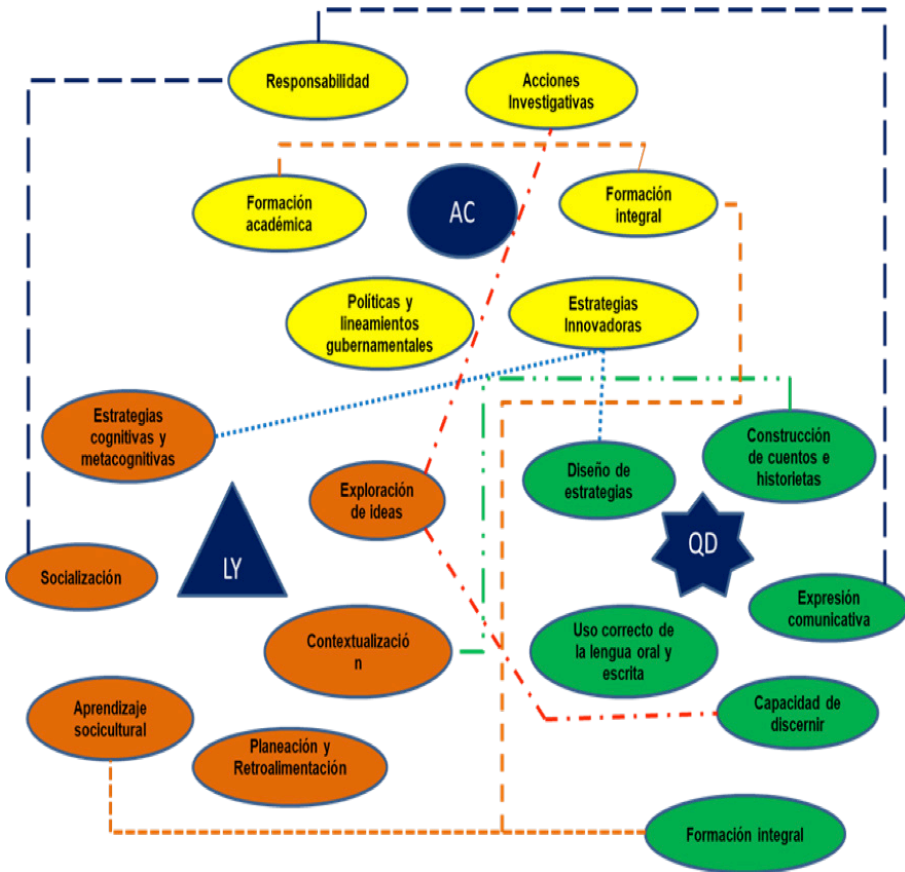 Responsabilidad
Acciones
Investigativas
Formación
académica
AC
Formación
integral
Políticas y
lineamientos
gubernamentales
Estrategias
Innovadoras
Estrategias
cognitivas y
metacognitivas
Exploración
de ideas
Diseño de
estrategias
Construcción
de cuentos e
historietas
LY
QD
Socialización
Expresión
comunicativa
Contextualizació
n
Uso correcto de
la lengua oral y
escrita
Aprendizaje
socicultural
Capacidad de
discernir
Planeación y
Retroalimentación
Formación integral